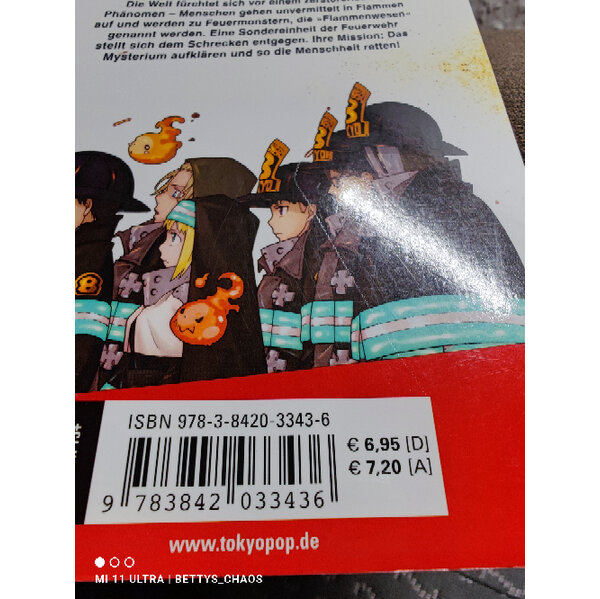 Die Welt fürchtet sich vor einem
Phänomen – Menschen gehen unvermittelt in Flammen
auf und werden zu Feuermonstern, die »Flammenwesen«
genannt werden. Eine Sondereinheit der Feuerwehr
stellt sich dem Schrecken entgegen. Ihre Mission: Das
Mysterium aufklären und so die Menschheit retten!
8
ISBN 978-3-8420-3343-6
€ 6,95 [D]
€ 7,20 [A]
9 783842 033436
www.tokyopop.de
MI 11 ULTRA | BETTYS_CHAOS